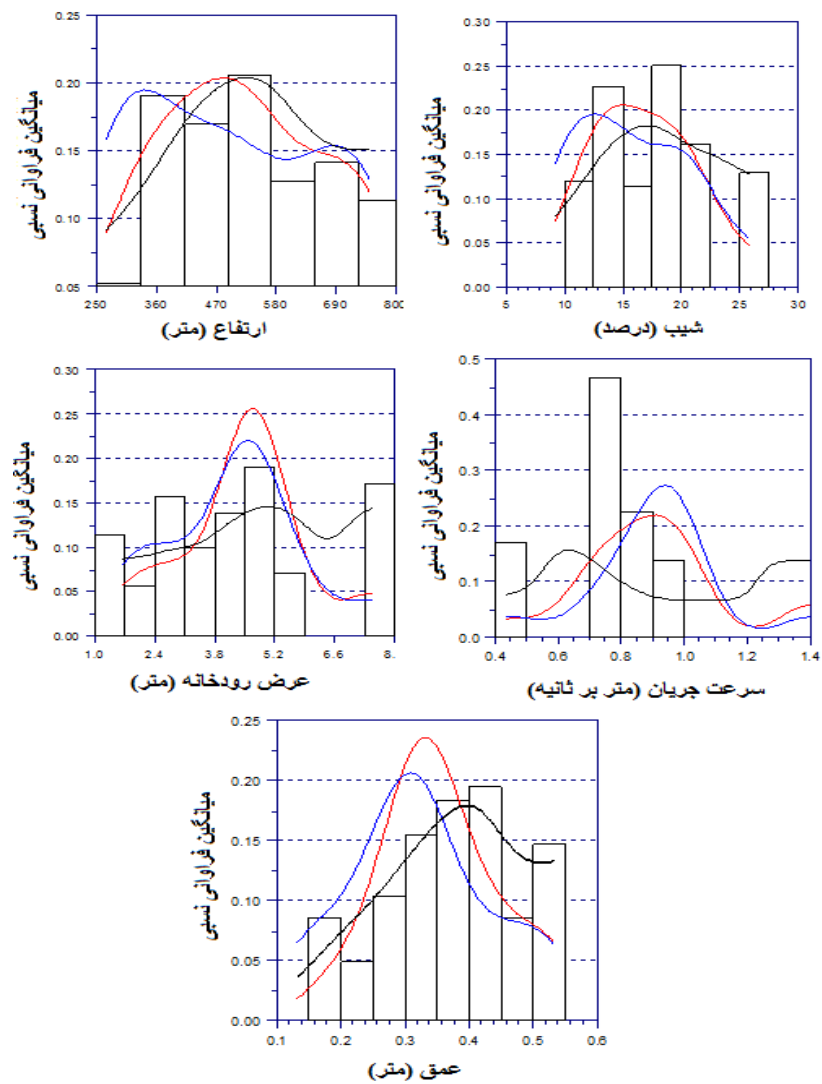 میانگین فراوانی نسبی
0.25
0.20
0.15
0.10
0.05
250 360 470 580 690 800
ارتفاع (متر)
میانگین فراوانی نسبی
0.30
0.25
0.20
0.15
0.10
0.05
0.00
5 10 15 20 25 30
شیب (درصد)
میانگین فراوانی نسبی
0.30
0.25
0.20
0.15
0.10
0.05
0.00
1.0 2.4 3.8 5.2 6.6 8.
عرض رودخانه (متر)
میانگین فراوانی نسبی
0.5
0.4
0.3
0.2
0.1
0.0
0.4 0.6 0.8 1.0 1.2 1.4
سرعت جریان (متر بر ثانیه)
میانگین فراوانی نسبی
0.25
0.20
0.15
0.10
0.05
0.00
0.1 0.2 0.3 0.4 0.5 0.6
عمق (متر)